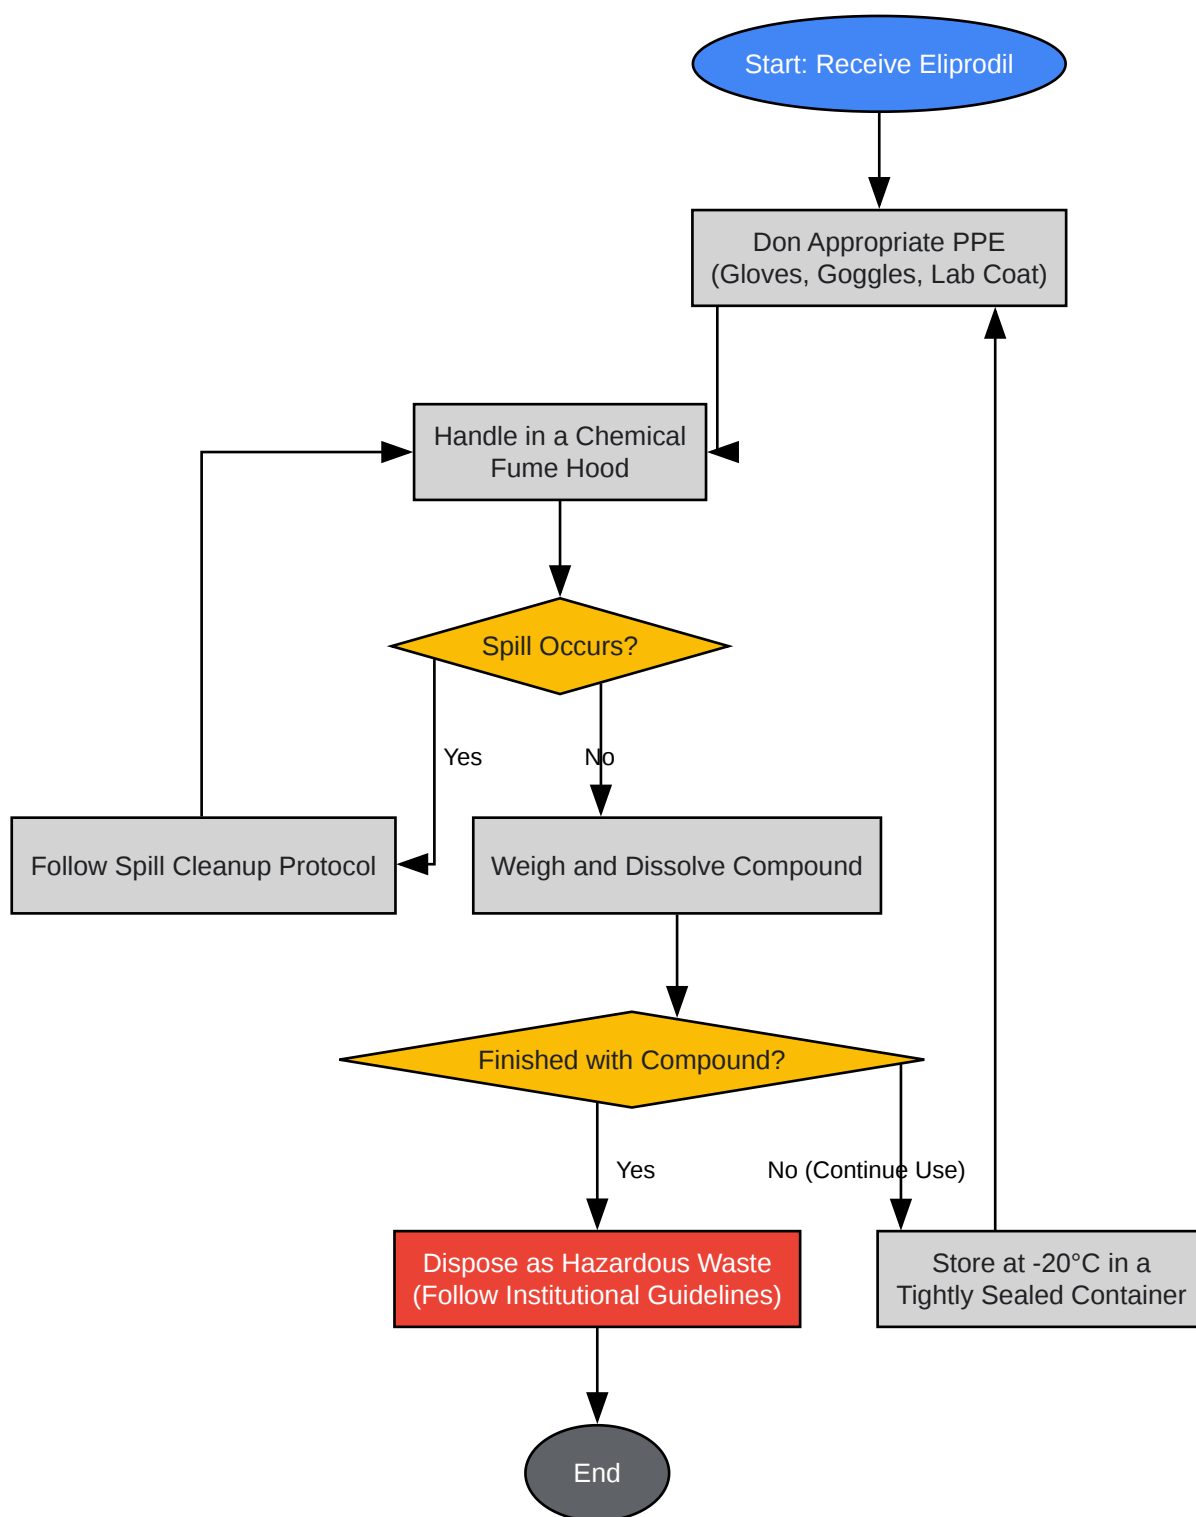 Start: Receive Eliprodil
Don Appropriate PPE
(Gloves, Goggles, Lab Coat)
Handle in a Chemical
Fume Hood
Spill Occurs?
Yes
No
Follow Spill Cleanup Protocol
Weigh and Dissolve Compound
Finished with Compound?
Yes
No (Continue Use)
Dispose as Hazardous Waste
(Follow Institutional Guidelines)
Store at -20°C in a
Tightly Sealed Container
End